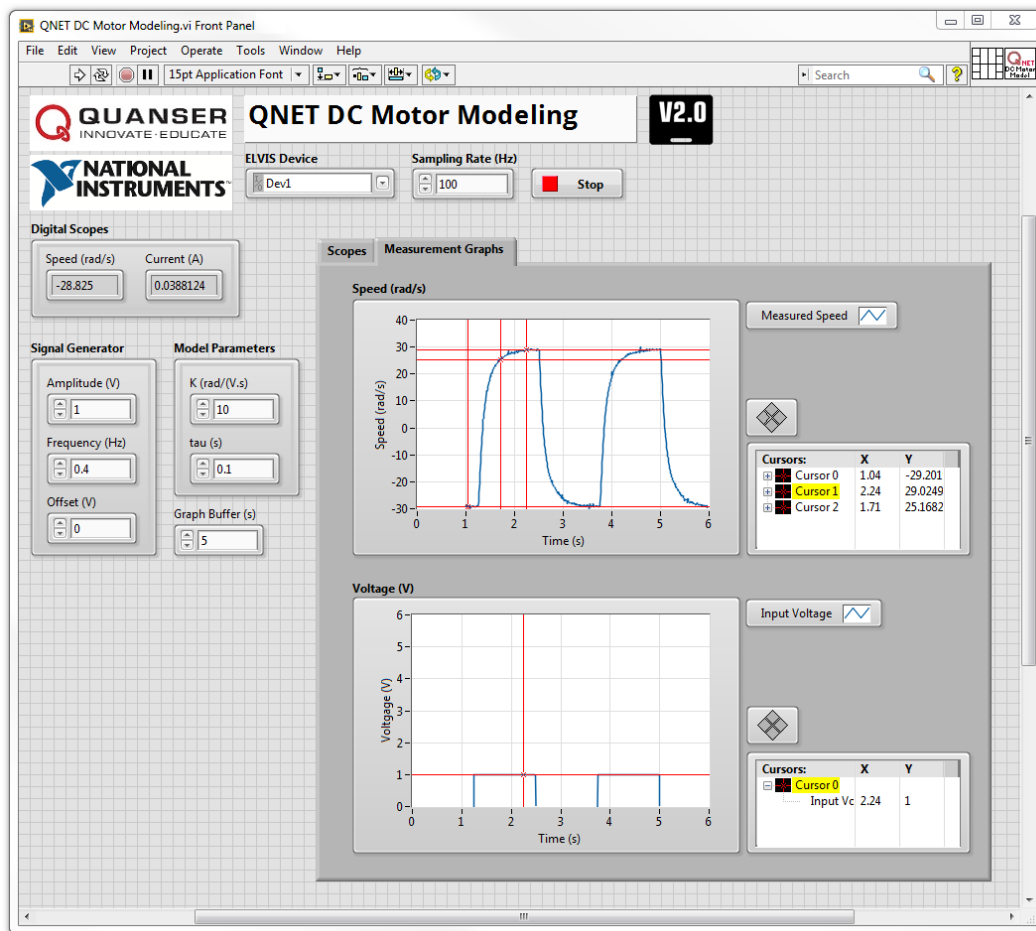 QNET DC Motor Modeling.vi Front Panel
File Edit View Project Operate Tools Window Help
15pt Application Font
Search
QNET
DC Motor
Model
QUANSER
INNOVATE·EDUCATE
QNET DC Motor Modeling
V2.0
NATIONAL
INSTRUMENTS™
ELVIS Device
Sampling Rate (Hz)
Dev1
100
Stop
Digital Scopes
Speed (rad/s) Current (A)
-28.825 0.0388124
Signal Generator
Amplitude (V)
1
Frequency (Hz)
0.4
Offset (V)
0
Model Parameters
K (rad/(V.s)
10
tau (s)
0.1
Graph Buffer (s)
5
Scopes Measurement Graphs
Speed (rad/s)
40
30
20
10
0
-10
-20
-30
Speed (rad/s)
0 1 2 3 4 5 6
Time (s)
Measured Speed
Cursors: X Y
Cursor 0 1.04 -29.201
Cursor 1 2.24 29.0249
Cursor 2 1.71 25.1682
Voltage (V)
6
5
4
3
2
1
0
Voltgage (V)
0 1 2 3 4 5 6
Time (s)
Input Voltage
Cursors: X Y
Cursor 0
Input Vc 2.24 1